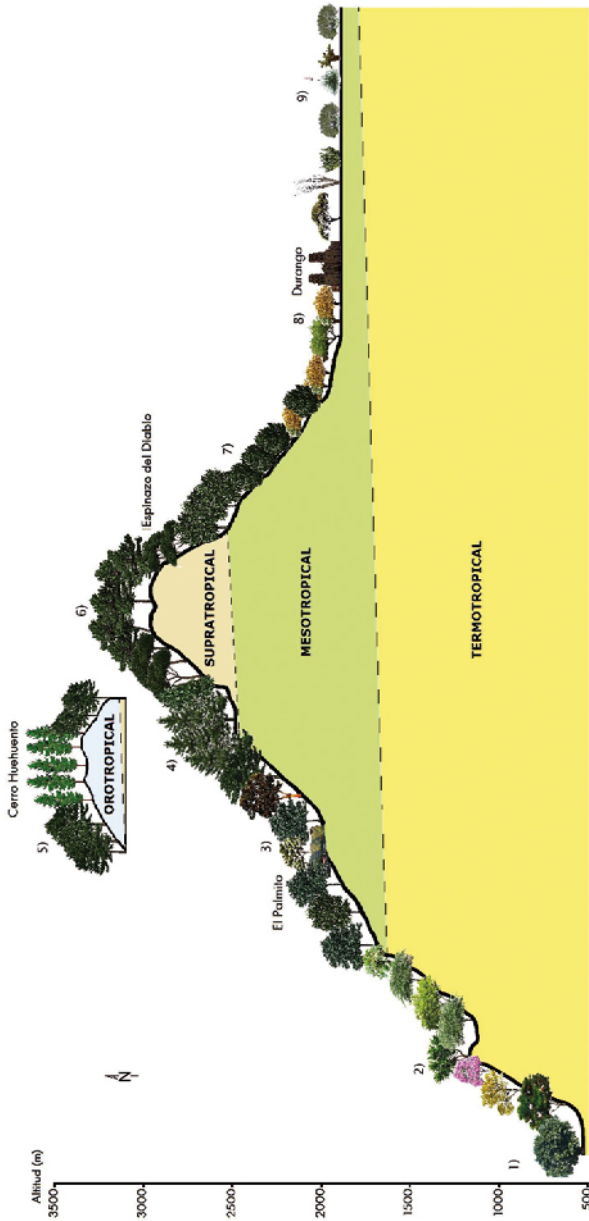 Altitud (m)
3500
3000
2500
2000
1500
1000
500
N
Cerro Huehuento
5)
OROTROPICAL
6)
Espinazo del Diablo
4)
SUPRATROPICAL
7)
3)
El Palmito
MESOTROPICAL
8)
Durango
9)
2)
1)
TERMOTROPICAL